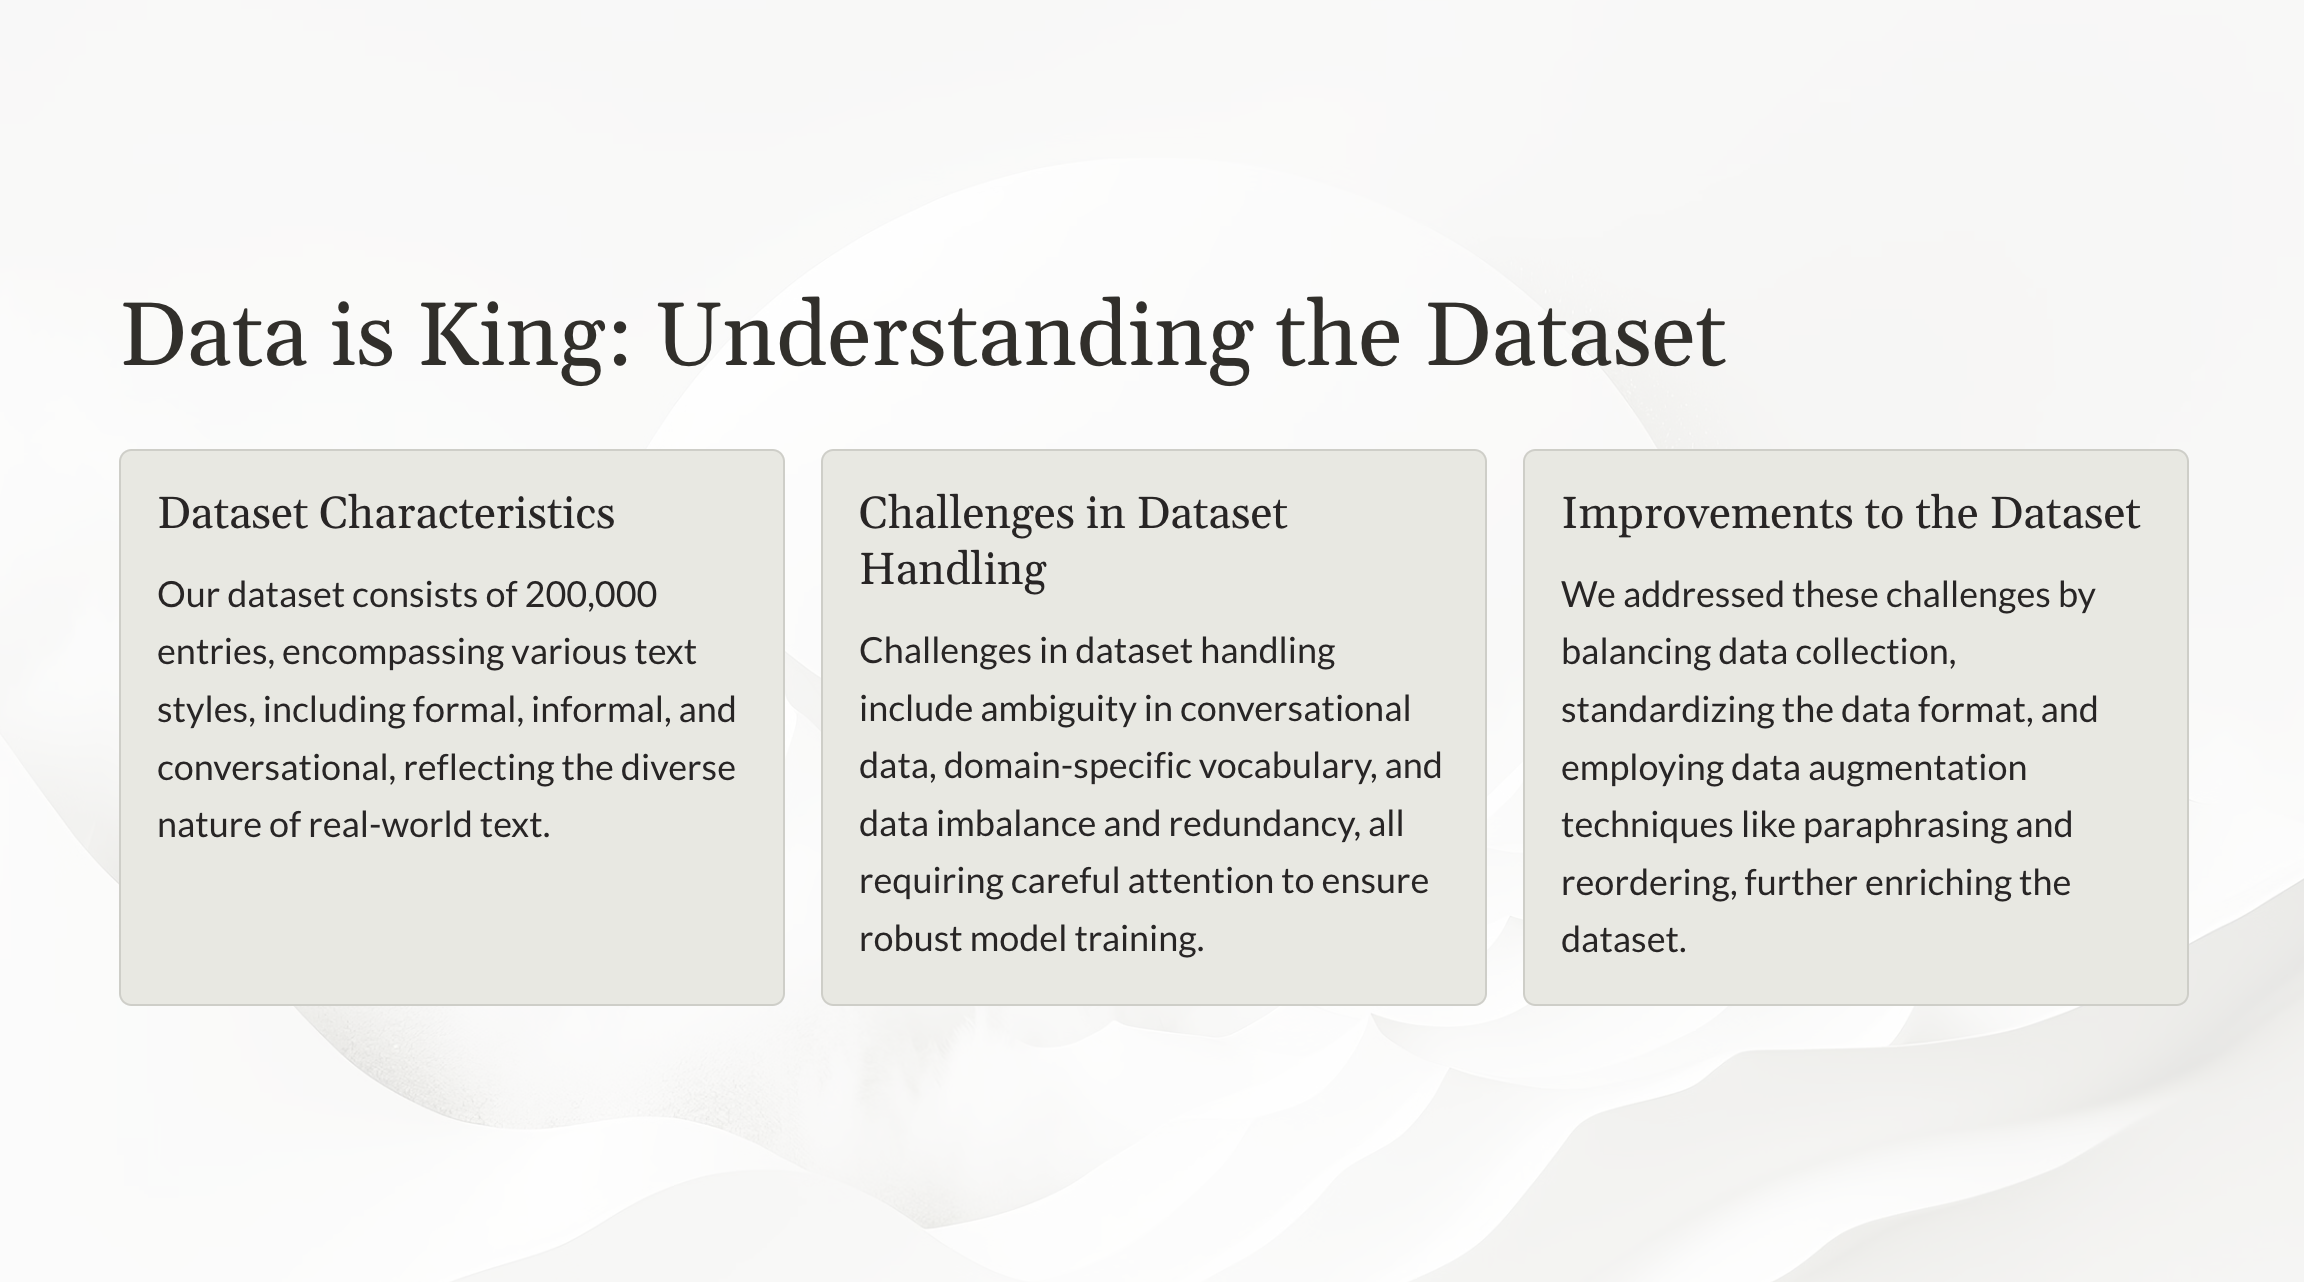 Data is King: Understanding the Dataset
Dataset Characteristics
Our dataset consists of 200,000
entries, encompassing various text
styles, including formal, informal, and
conversational, reflecting the diverse
nature of real-world text.
Challenges in Dataset
Handling
Challenges in dataset handling
include ambiguity in conversational
data, domain-specific vocabulary, and
data imbalance and redundancy, all
requiring careful attention to ensure
robust model training.
Improvements to the Dataset
We addressed these challenges by
balancing data collection,
standardizing the data format, and
employing data augmentation
techniques like paraphrasing and
reordering, further enriching the
dataset.